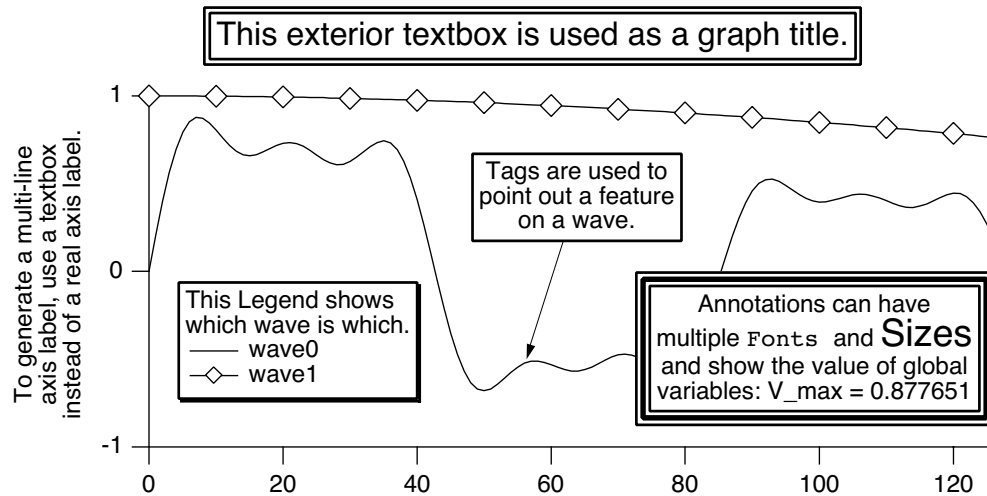 This exterior textbox is used as a graph title.
To generate a multi-line
axis label, use a textbox
instead of a real axis label.
1
0
-1
Tags are used to
point out a feature
on a wave.
This Legend shows
which wave is which.
wave0
wave1
Annotations can have
multiple Fonts and Sizes
and show the value of global
variables: V_max = 0.877651
0 20 40 60 80 100 120